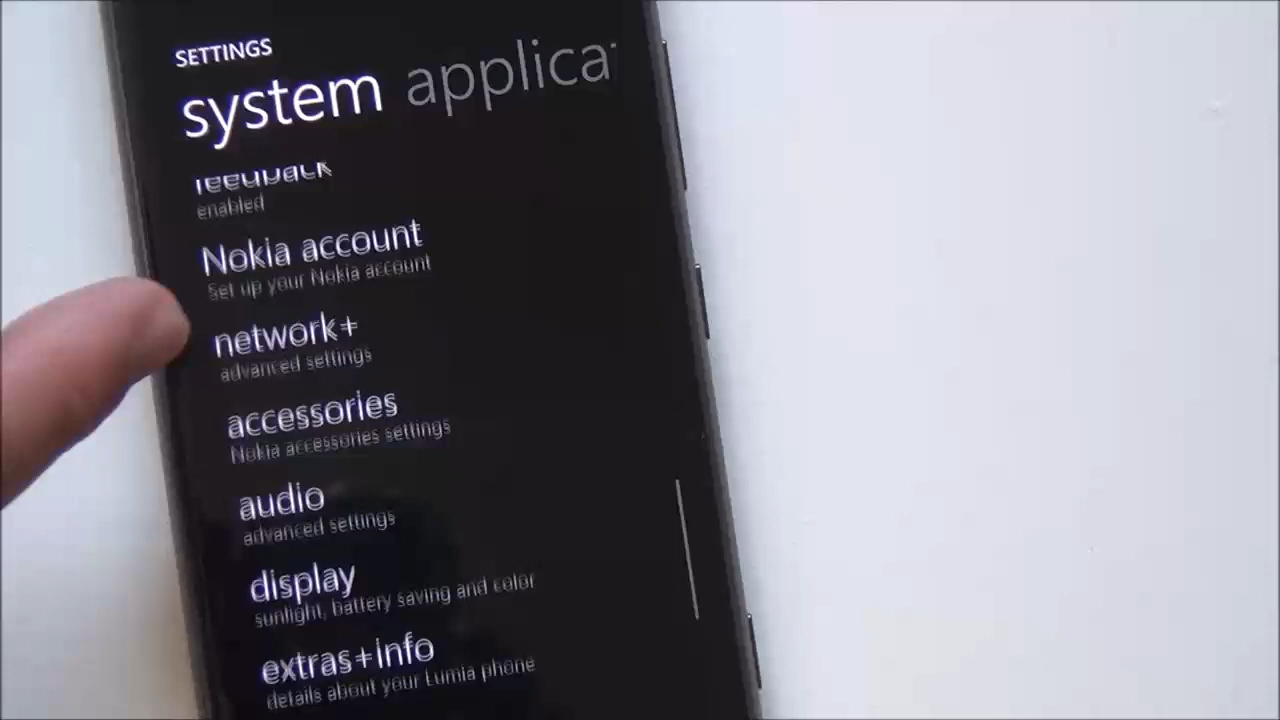 SETTINGS
system applica
feedback
enabled
Nokia account
Set up your Nokia account
network+
advanced settings
accessories
Nokia accessories settings
audio
advanced settings
display
sunlight, battery saving and color
extras+info
details about your Lumia phone